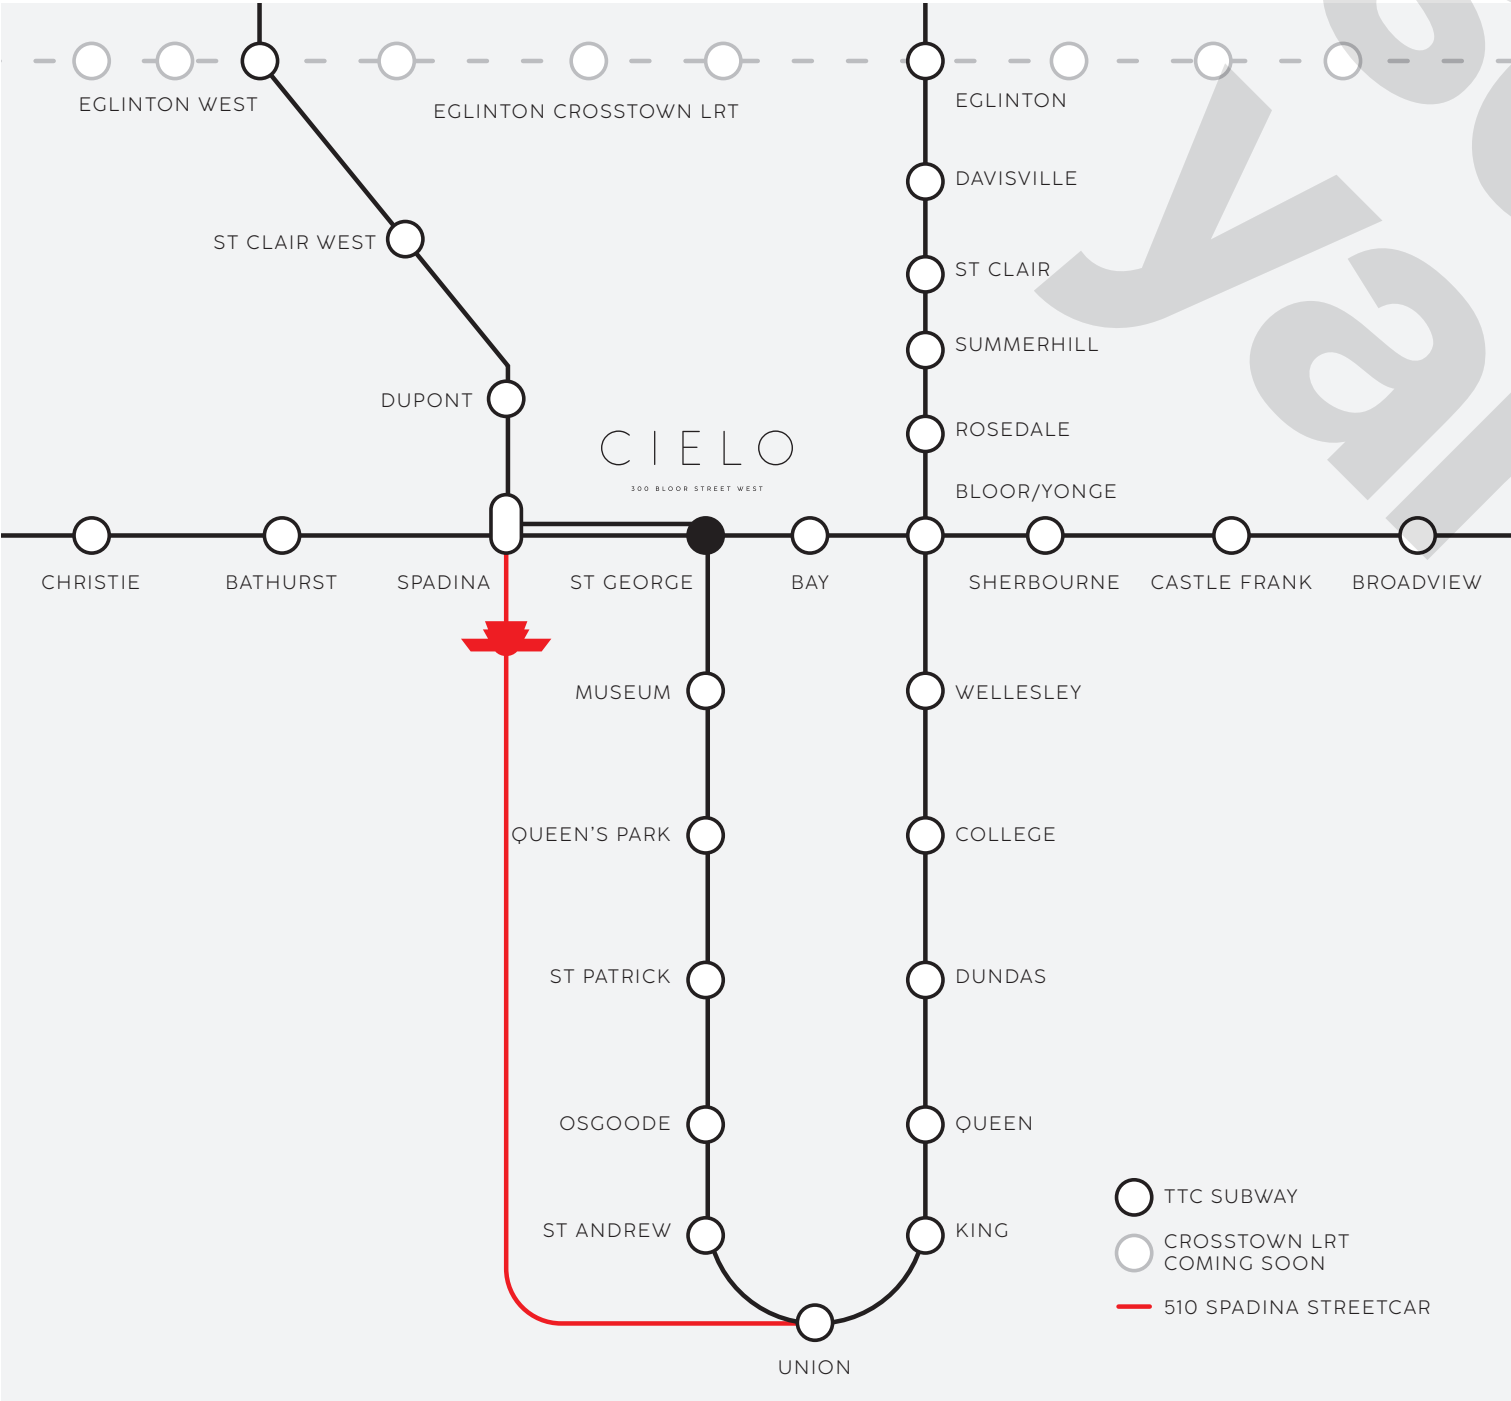 EGLINTON WEST
EGLINTON CROSSTOWN LRT
EGLINTON
DAVISVILLE
ST CLAIR WEST
ST CLAIR
SUMMERHILL
DUPONT
ROSEDALE
CIELO
300 BLOOR STREET WEST
BLOOR/YONGE
CHRISTIE
BATHURST
SPADINA
ST GEORGE
BAY
SHERBOURNE
CASTLE FRANK
BROADVIEW
MUSEUM
WELLESLEY
QUEEN'S PARK
COLLEGE
ST PATRICK
DUNDAS
OSGOODE
QUEEN
ST ANDREW
KING
UNION
TTC SUBWAY
CROSSTOWN LRT
COMING SOON
510 SPADINA STREETCAR